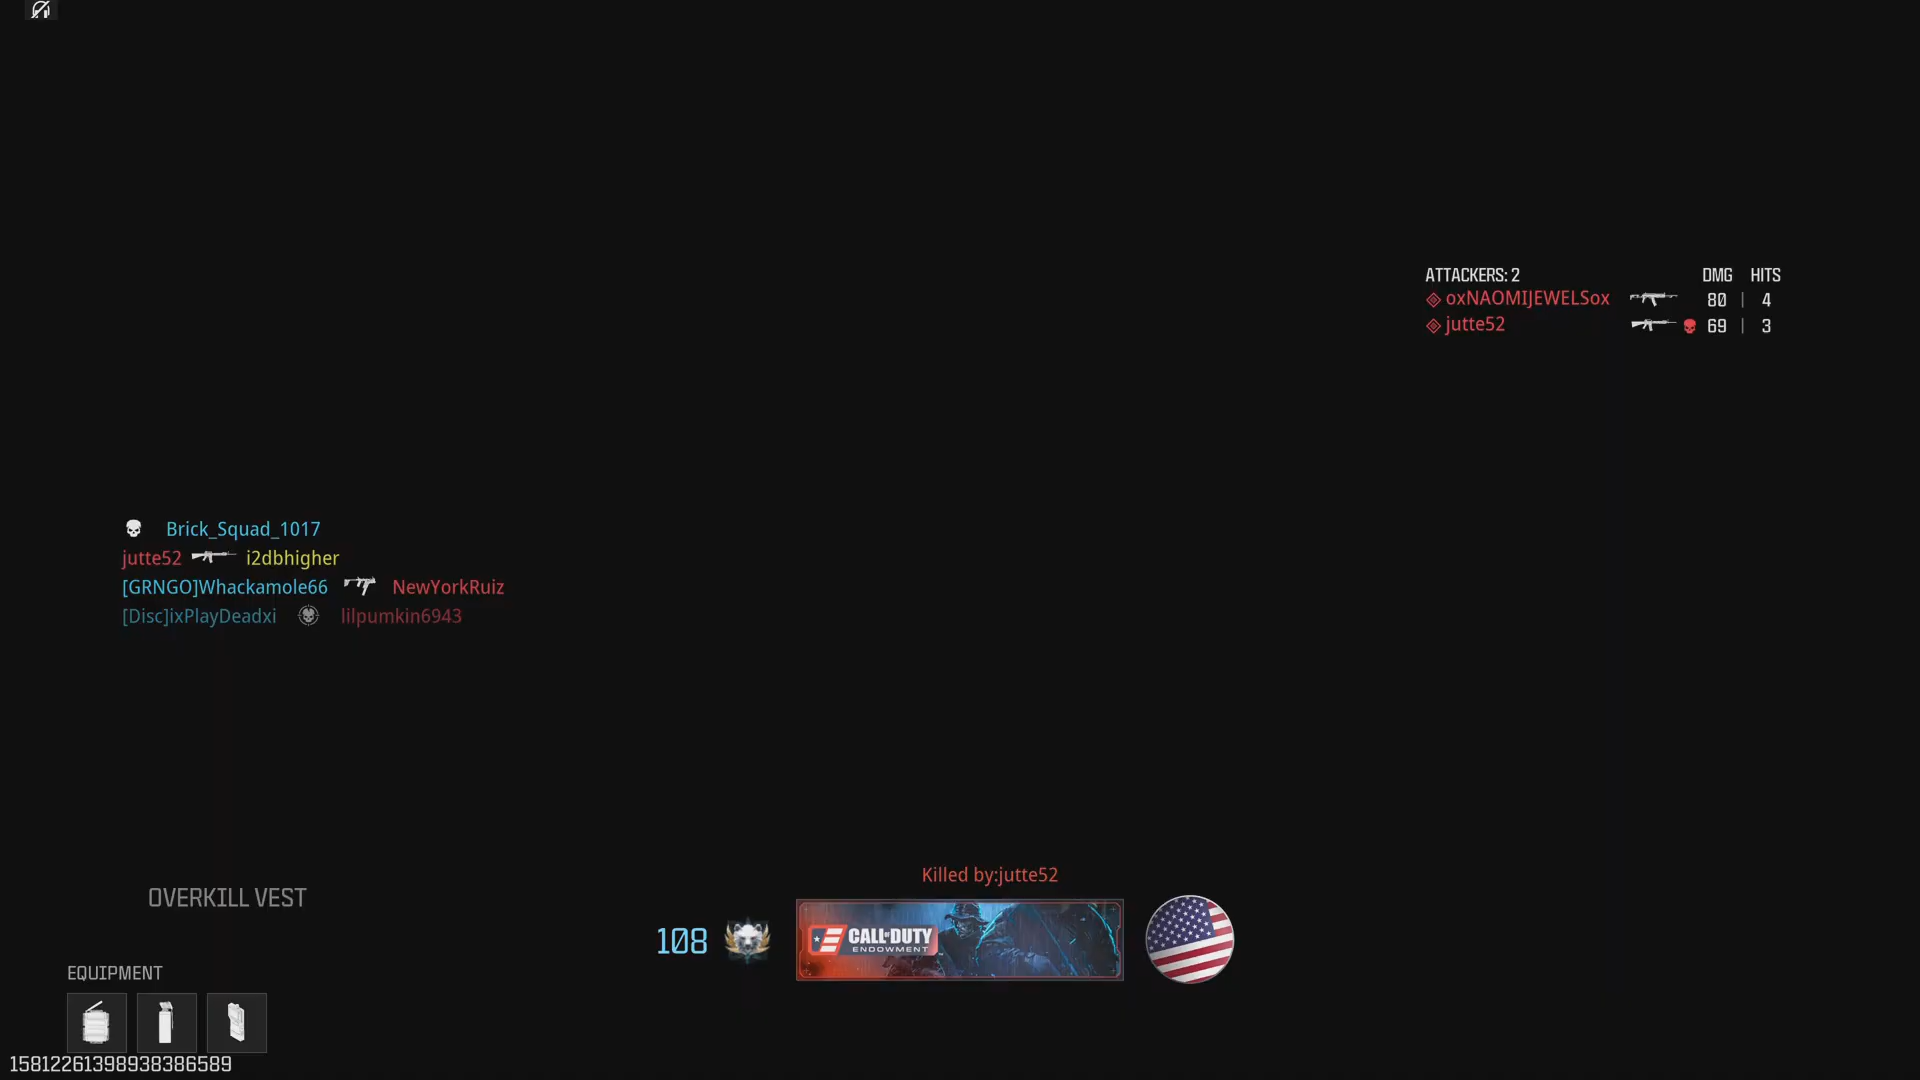 ATTACKERS: 2 DMG HITS
oxNAOMIJEWELSox 80 | 4
jutte52 69 | 3
Brick_Squad_1017
jutte52 i2dbhigher
[GRNGO]Whackamole66 NewYorkRuiz
[Disc]ixPlayDeadxi lilpumkin6943
Killed by:jutte52
OVERKILL VEST
108
CALL OF DUTY
ENDOWMENT
EQUIPMENT
15812261398938386589